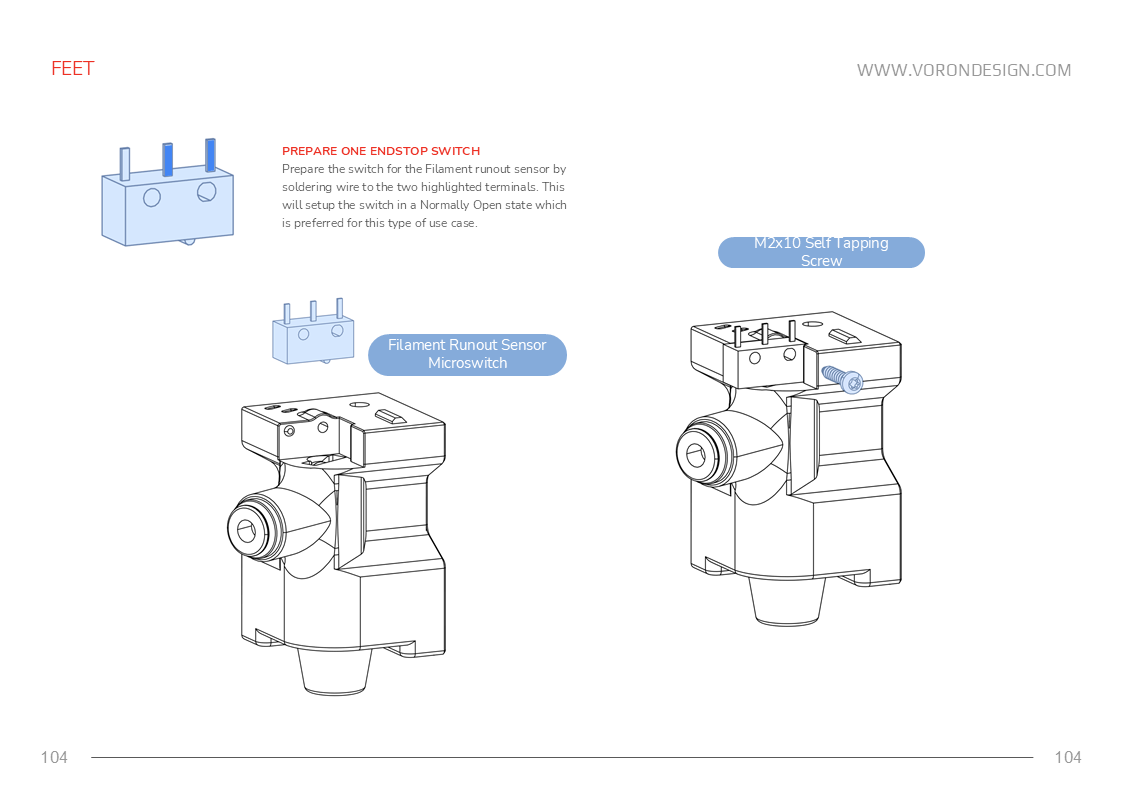 FEET
WWW.VORONDESIGN.COM
PREPARE ONE ENDSTOP SWITCH
Prepare the switch for the Filament runout sensor by
soldering wire to the two highlighted terminals. This
will setup the switch in a Normally Open state which
is preferred for this type of use case.
M2x10 Self Tapping
Screw
Filament Runout Sensor
Microswitch
104
104